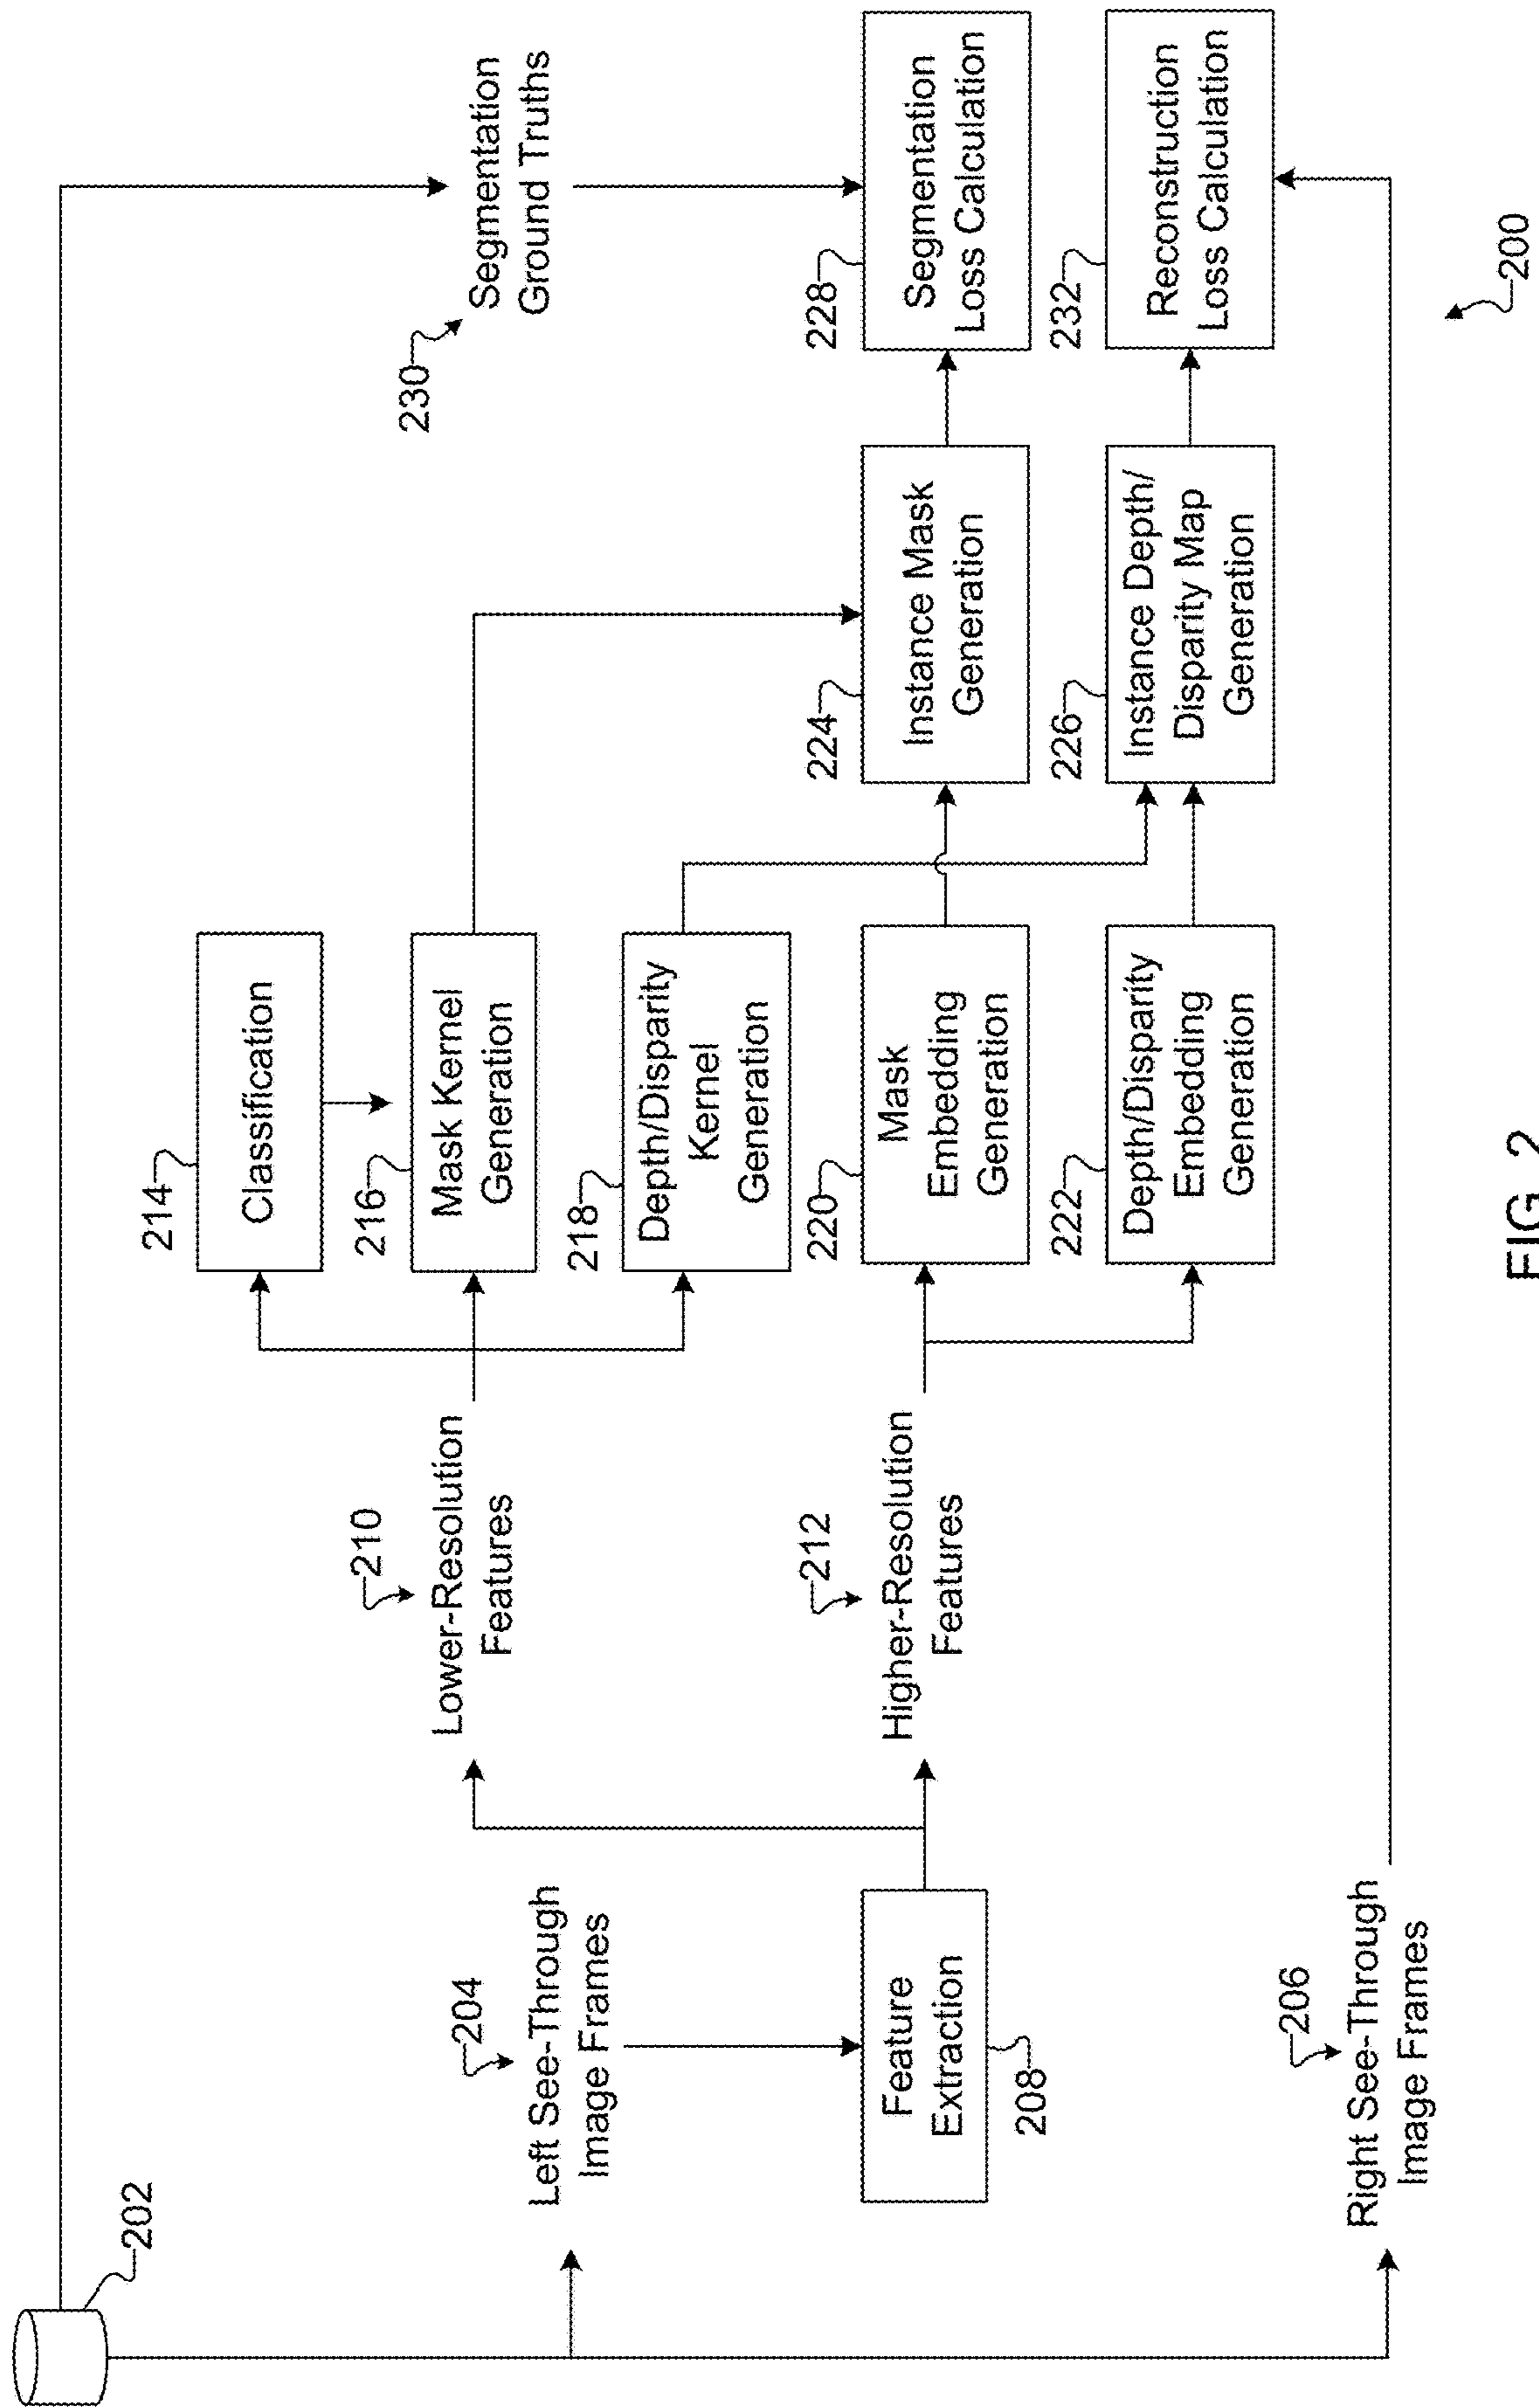 202
204
Left See-Through
Image Frames
Feature
Extraction
208
206
Right See-Through
Image Frames
210
Lower-Resolution
Features
212
Higher-Resolution
Features
214
Classification
216
Mask Kernel
Generation
218
Depth/Disparity
Kernel
Generation
220
Mask
Embedding
Generation
222
Depth/Disparity
Embedding
Generation
224
Instance Mask
Generation
226
Instance Depth/
Disparity Map
Generation
230
Segmentation
Ground Truths
228
Segmentation
Loss Calculation
232
Reconstruction
Loss Calculation
200
FIG. 2